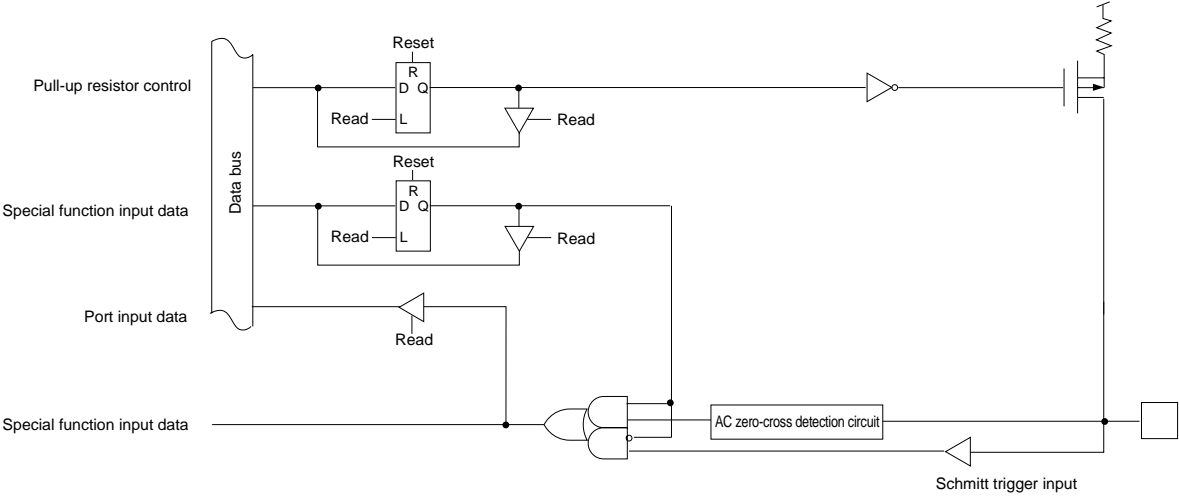 Reset
Pull-up resistor control
R
D Q
Read
L
Read
Reset
Data bus
R
Special function input data
D Q
Read
L
Read
Port input data
Read
Special function input data
AC zero-cross detection circuit
Schmitt trigger input